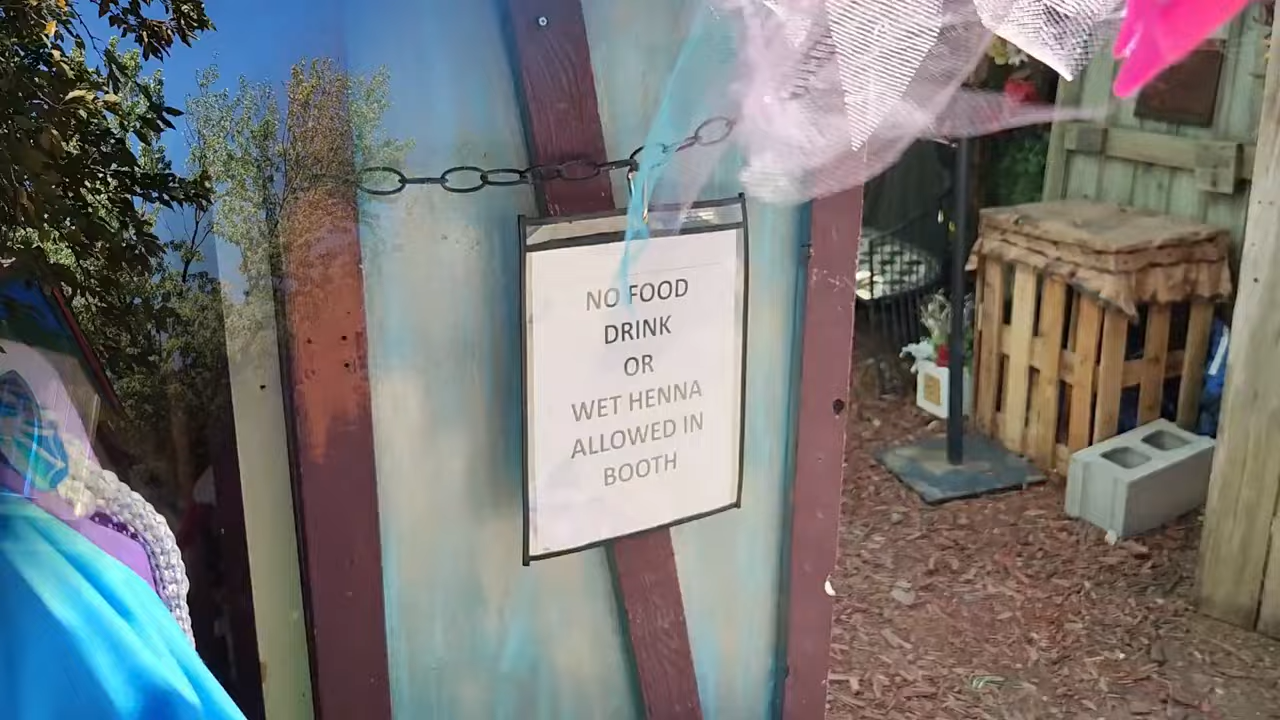 NO FOOD
DRINK
OR
WET HENNA
ALLOWED IN
BOOTH